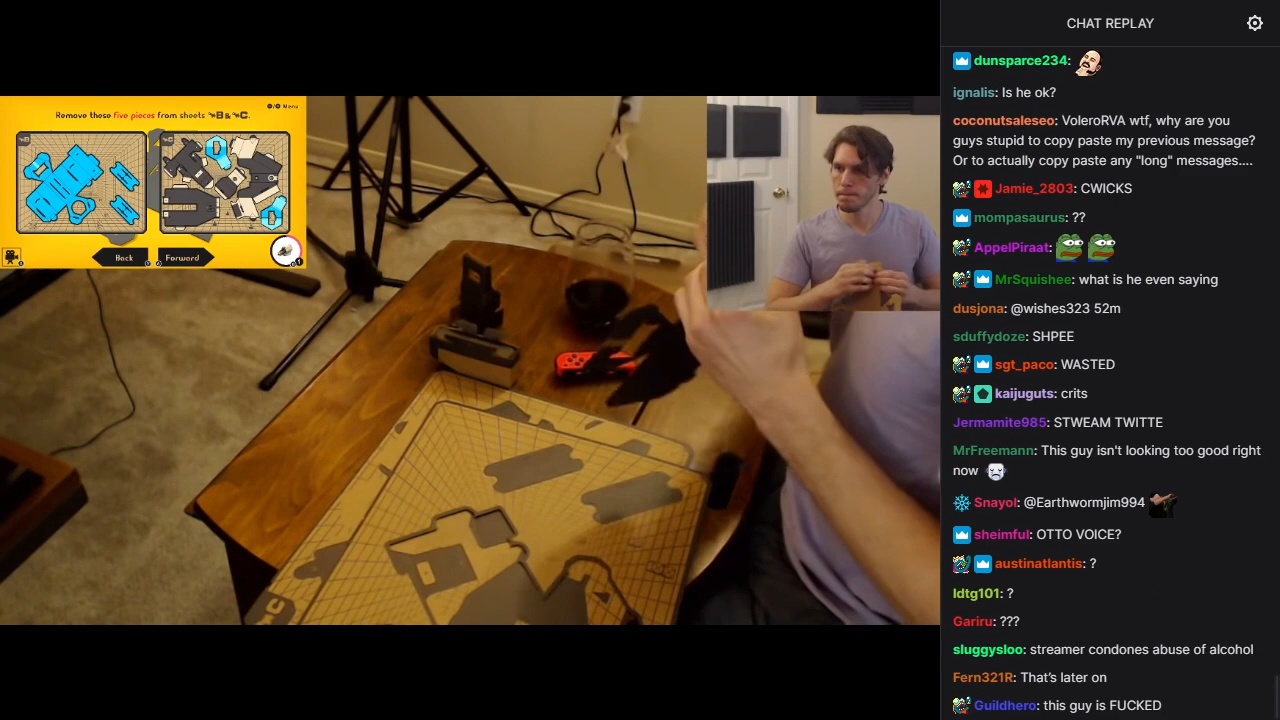 CHAT REPLAY
Menu
Remove these five pieces from sheets B & C.
Back
Forward
dunsparce234:
ignalis: Is he ok?
coconutsaleseo: VoleroRVA wtf, why are you
guys stupid to copy paste my previous message?
Or to actually copy paste any "long" messages....
Jamie_2803: CWICKS
mompasaurus: ??
AppelPiraat:
MrSquishee: what is he even saying
dusjona: @wishes323 52m
sduffydoze: SHPEE
sgt_paco: WASTED
kaijuguts: crits
Jermamite985: STWEAM TWITTE
MrFreemann: This guy isn't looking too good right
now
Snayol: @Earthwormjim994
sheimful: OTTO VOICE?
austinatlantis: ?
ldtg101: ?
Gariru: ???
sluggysloo: streamer condones abuse of alcohol
Fern321R: That's later on
Guildhero: this guy is FUCKED